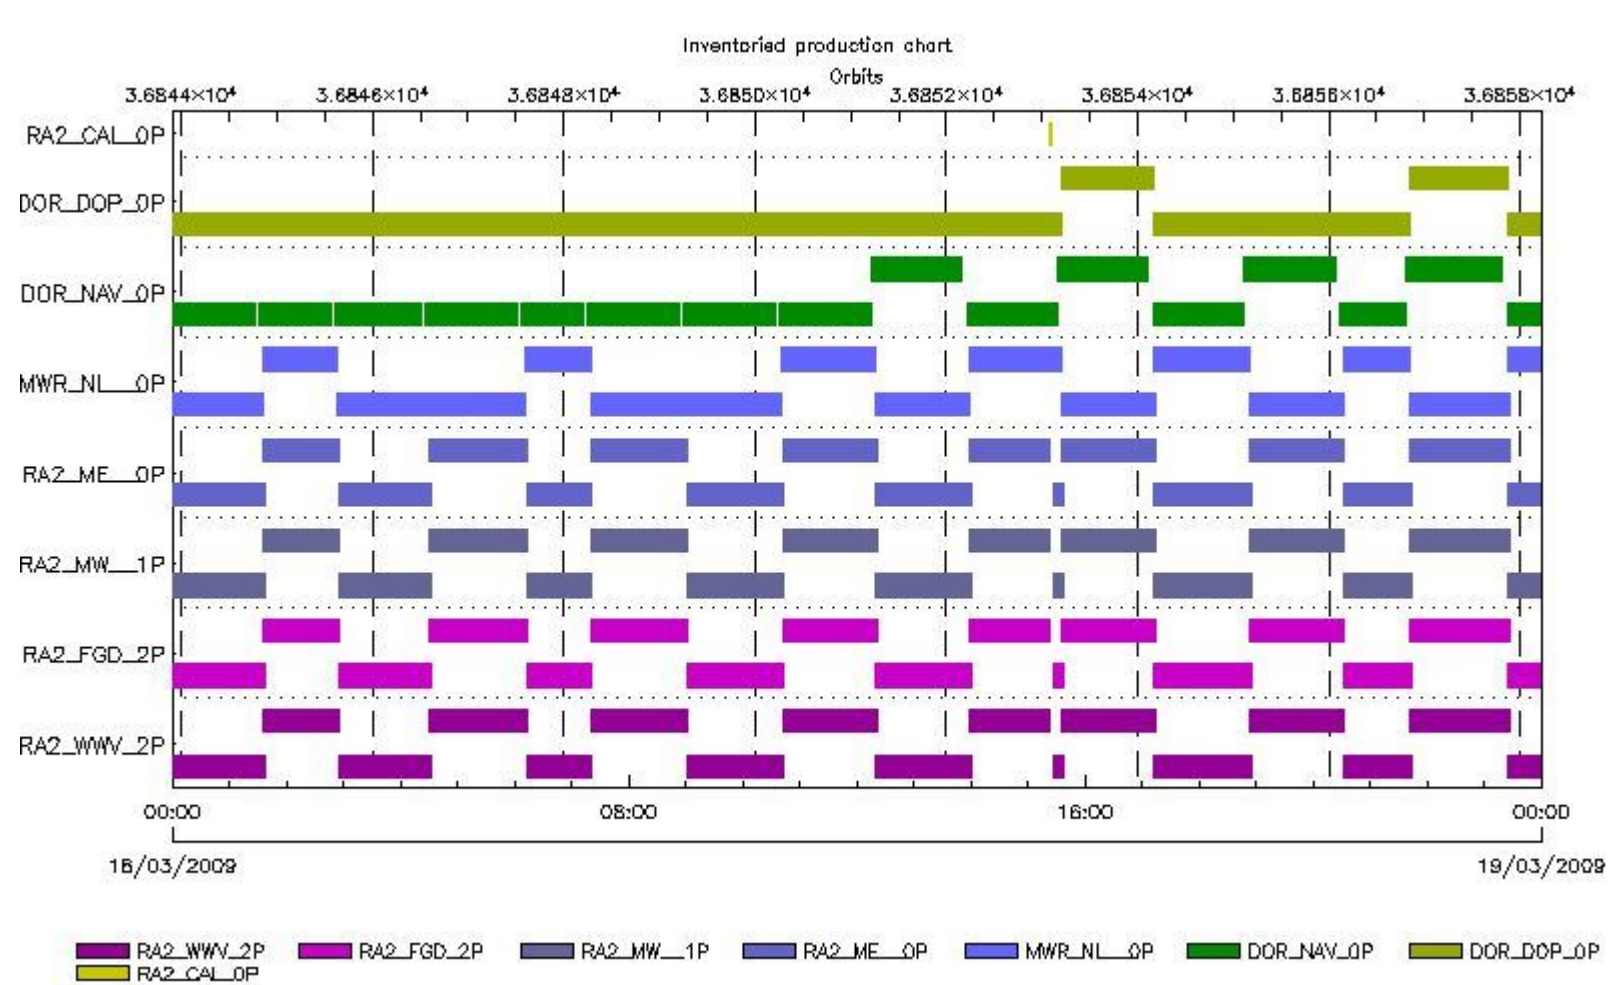 Inventoried production chart
Orbits
3.6844×10⁴ 3.6846×10⁴ 3.6848×10⁴ 3.6850×10⁴ 3.6852×10⁴ 3.6854×10⁴ 3.6856×10⁴ 3.6858×10⁴
RA2_CAL_0P
DOR_DOP_0P
DOR_NAV_0P
MWR_NL__0P
RA2_ME__0P
RA2_MW__1P
RA2_FGD_2P
RA2_WWV_2P
00:00 08:00 16:00 00:00
18/03/2009 19/03/2009
RA2_WWV_2P RA2_FGD_2P RA2_MW__1P RA2_ME__0P MWR_NL__0P DOR_NAV_0P DOR_DOP_0P
RA2_CAL_0P